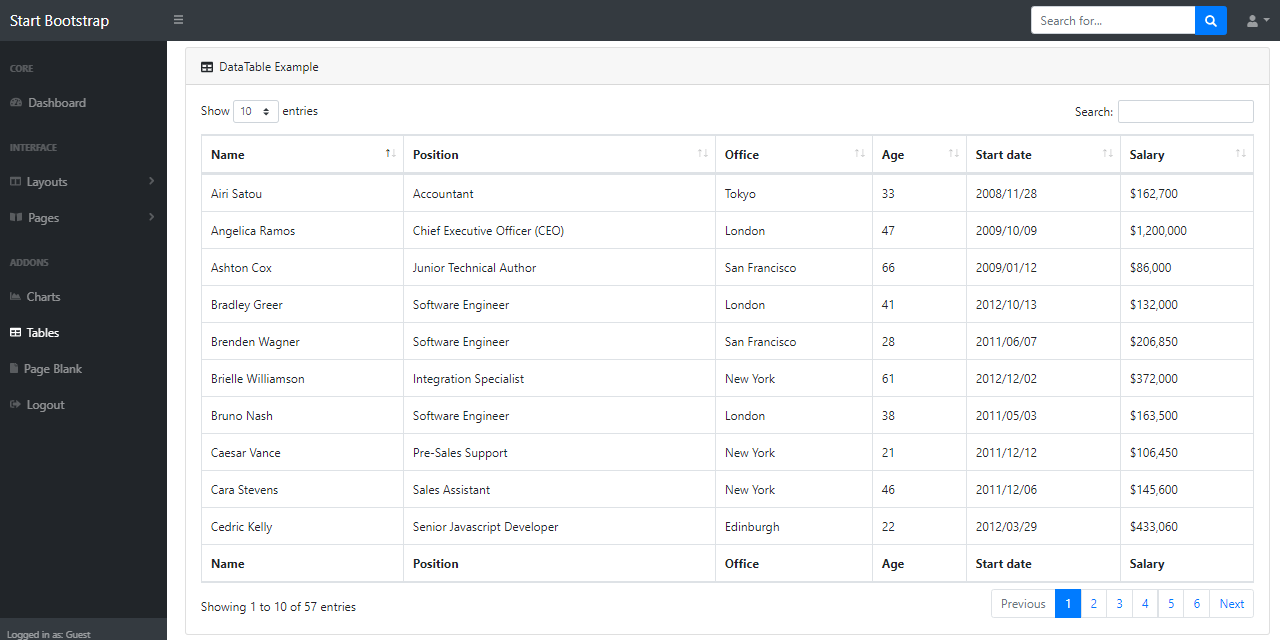 Start Bootstrap
Search for...
CORE
Dashboard
INTERFACE
Layouts
Pages
ADDONS
Charts
Tables
Page Blank
Logout
Logged in as: Guest
DataTable Example
Show 10 entries
Search:
Name Position Office Age Start date Salary
Airi Satou Accountant Tokyo 33 2008/11/28 $162,700
Angelica Ramos Chief Executive Officer (CEO) London 47 2009/10/09 $1,200,000
Ashton Cox Junior Technical Author San Francisco 66 2009/01/12 $86,000
Bradley Greer Software Engineer London 41 2012/10/13 $132,000
Brenden Wagner Software Engineer San Francisco 28 2011/06/07 $206,850
Brielle Williamson Integration Specialist New York 61 2012/12/02 $372,000
Bruno Nash Software Engineer London 38 2011/05/03 $163,500
Caesar Vance Pre-Sales Support New York 21 2011/12/12 $106,450
Cara Stevens Sales Assistant New York 46 2011/12/06 $145,600
Cedric Kelly Senior Javascript Developer Edinburgh 22 2012/03/29 $433,060
Name Position Office Age Start date Salary
Showing 1 to 10 of 57 entries
Previous 1 2 3 4 5 6 Next